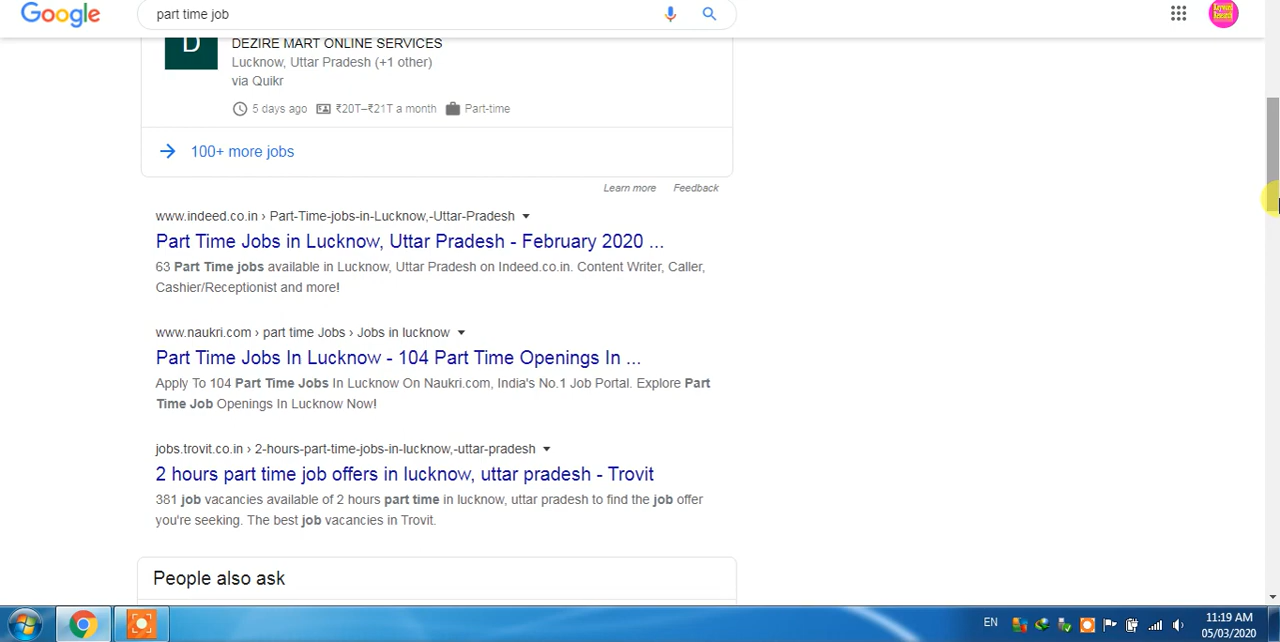 Google
part time job
Keyword Research
D
DEZIRE MART ONLINE SERVICES
Lucknow, Uttar Pradesh (+1 other)
via Quikr
5 days ago ₹20T–₹21T a month Part-time
100+ more jobs
Learn more Feedback
www.indeed.co.in › Part-Time-jobs-in-Lucknow,-Uttar-Pradesh
Part Time Jobs in Lucknow, Uttar Pradesh - February 2020 ...
63 Part Time jobs available in Lucknow, Uttar Pradesh on Indeed.co.in. Content Writer, Caller,
Cashier/Receptionist and more!
www.naukri.com › part time Jobs › Jobs in lucknow
Part Time Jobs In Lucknow - 104 Part Time Openings In ...
Apply To 104 Part Time Jobs In Lucknow On Naukri.com, India's No.1 Job Portal. Explore Part
Time Job Openings In Lucknow Now!
jobs.trovit.co.in › 2-hours-part-time-jobs-in-lucknow,-uttar-pradesh
2 hours part time job offers in lucknow, uttar pradesh - Trovit
381 job vacancies available of 2 hours part time in lucknow, uttar pradesh to find the job offer
you're seeking. The best job vacancies in Trovit.
People also ask
EN
11:19 AM
05/03/2020